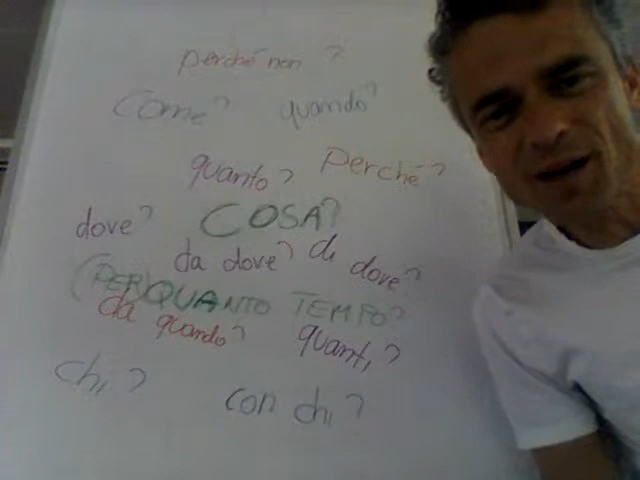 perché non ?
Come? quando?
quanto? Perché?
dove? COSA?
da dove? di dove?
(PER) QUANTO TEMPO?
da quando? quanti?
Chi? con chi?